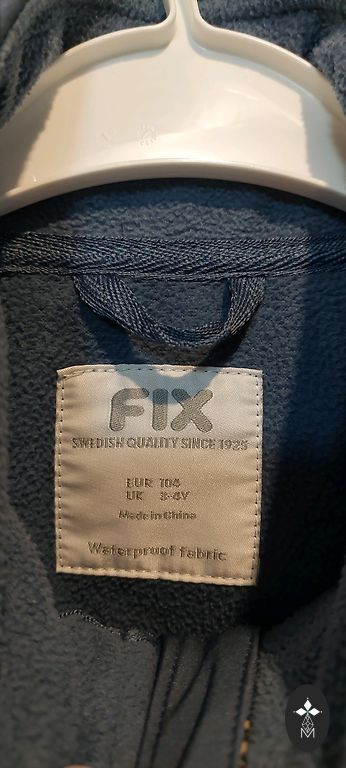 FIX
SWEDISH QUALITY SINCE 1925
EUR 104
UK 3-4Y
Made in China
Waterproof fabric